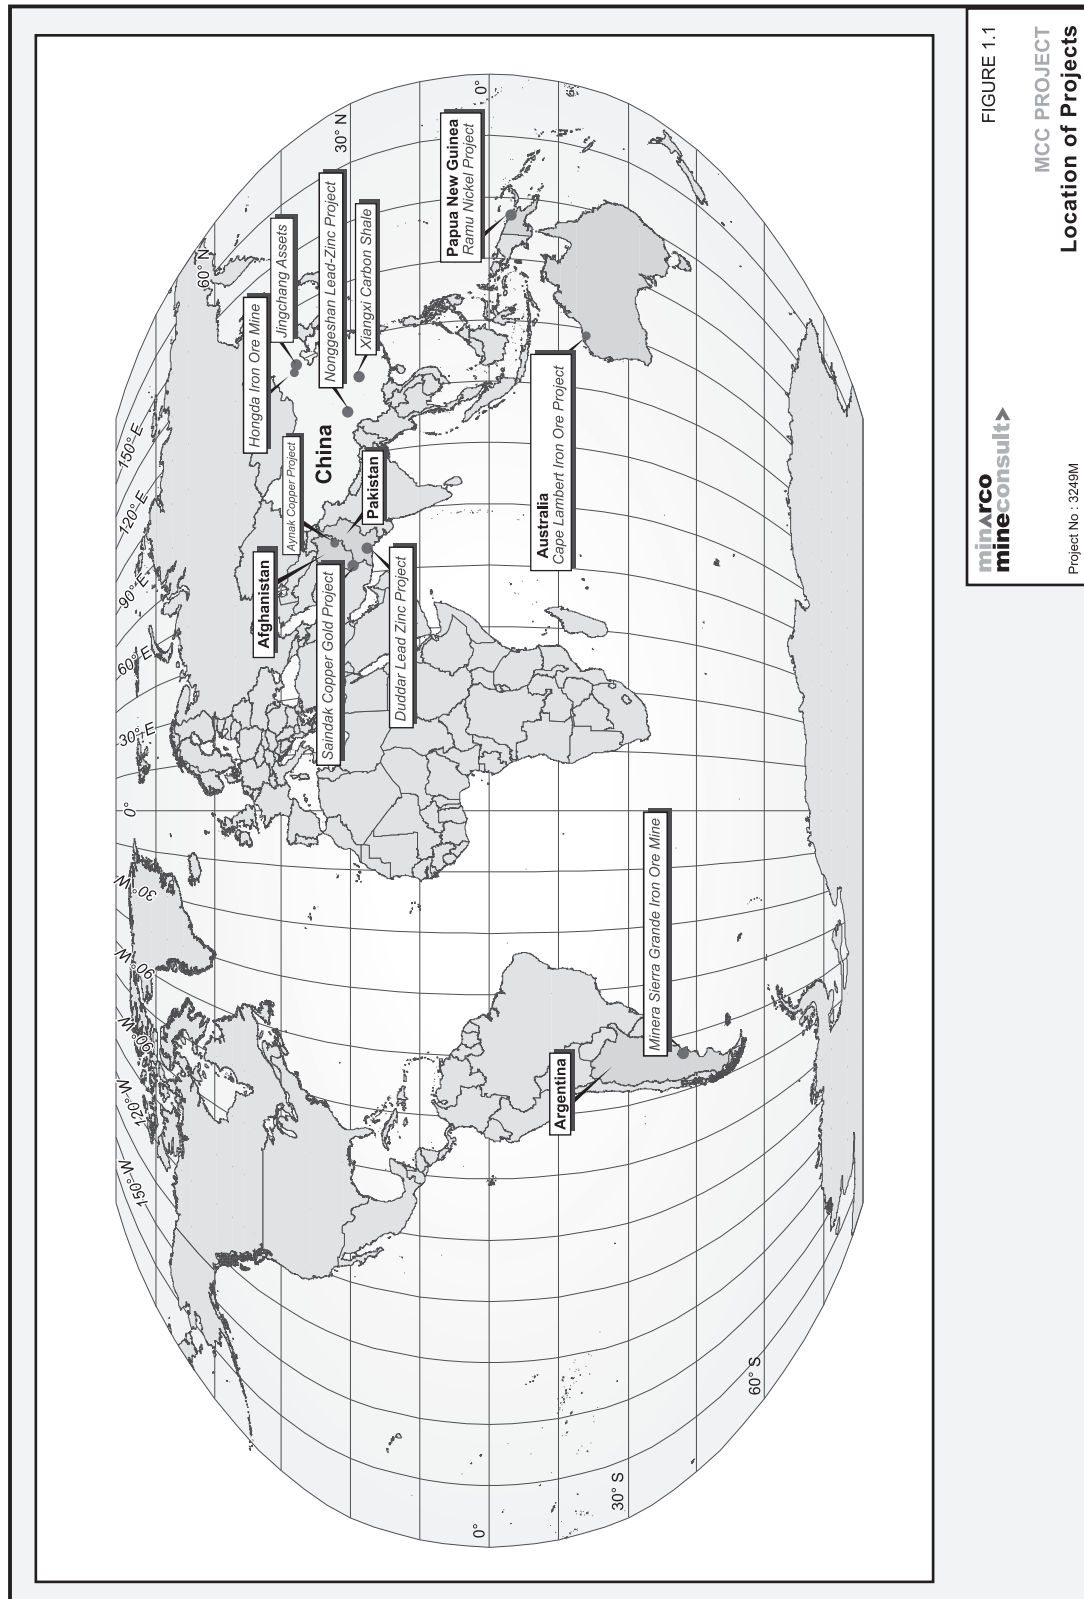 FIGURE 1.1
MCC PROJECT
Location of Projects
minarco
mineconsult>
Project No : 3249M
150° W
120° W
90° W
60° W
30° W
0°
30° E
60° E
90° E
120° E
150° E
60° N
30° N
0°
0°
30° S
60° S
Hongda Iron Ore Mine
Jingchang Assets
Nonggeshan Lead-Zinc Project
Xiangxi Carbon Shale
China
Aynak Copper Project
Afghanistan
Pakistan
Saindak Copper Gold Project
Duddar Lead Zinc Project
Papua New Guinea
Ramu Nickel Project
Australia
Cape Lambert Iron Ore Project
Argentina
Minera Sierra Grande Iron Ore Mine